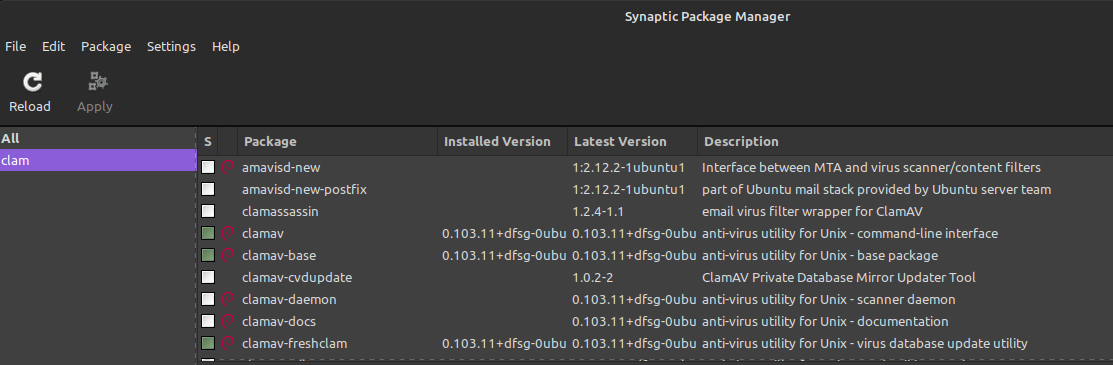 Synaptic Package Manager
File Edit Package Settings Help
Reload Apply
All
clam
S Package Installed Version Latest Version Description
amavisd-new 1:2.12.2-1ubuntu1 Interface between MTA and virus scanner/content filters
amavisd-new-postfix 1:2.12.2-1ubuntu1 part of Ubuntu mail stack provided by Ubuntu server team
clamassassin 1.2.4-1.1 email virus filter wrapper for ClamAV
clamav 0.103.11+dfsg-0ubu 0.103.11+dfsg-0ubu anti-virus utility for Unix - command-line interface
clamav-base 0.103.11+dfsg-0ubu 0.103.11+dfsg-0ubu anti-virus utility for Unix - base package
clamav-cvdupdate 1.0.2-2 ClamAV Private Database Mirror Updater Tool
clamav-daemon 0.103.11+dfsg-0ubu anti-virus utility for Unix - scanner daemon
clamav-docs 0.103.11+dfsg-0ubu anti-virus utility for Unix - documentation
clamav-freshclam 0.103.11+dfsg-0ubu 0.103.11+dfsg-0ubu anti-virus utility for Unix - virus database update utility